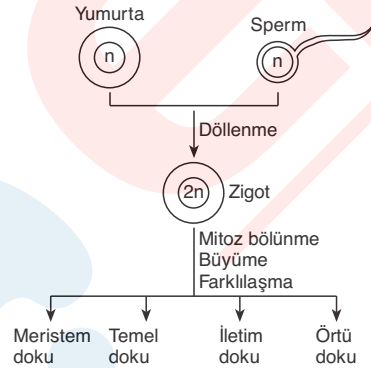 Yumurta
Sperm
n
n
Döllenme
2n
Zigot
Mitoz bölünme
Büyüme
Farklılaşma
Meristem doku
Temel doku
İletim doku
Örtü doku